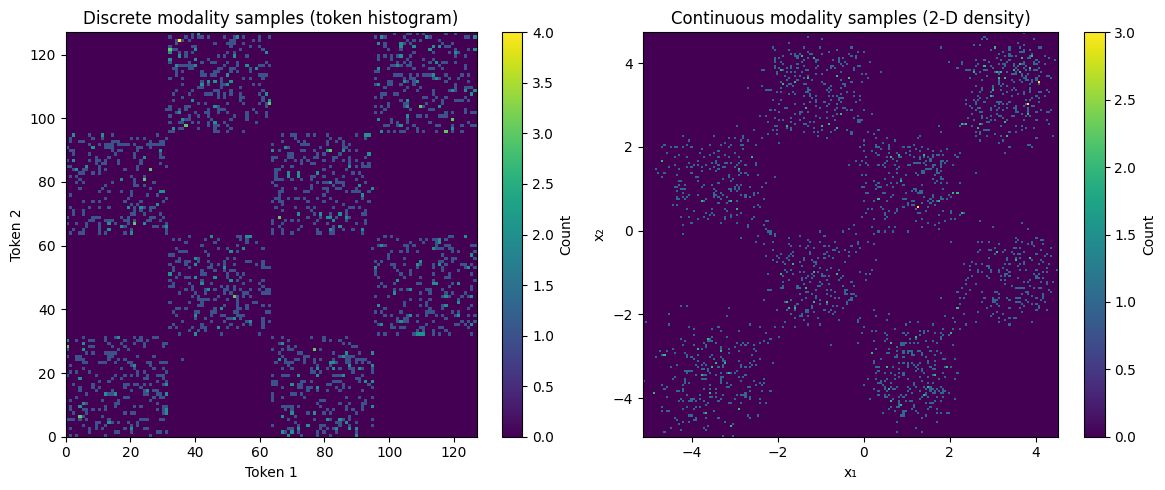 Discrete modality samples (token histogram)
Token 2
120
100
80
60
40
20
0
0 20 40 60 80 100 120
Token 1
4.0
3.5
3.0
2.5
2.0
1.5
1.0
0.5
0.0
Count
Continuous modality samples (2-D density)
x₂
4
2
0
−2
−4
−4 −2 0 2 4
x₁
3.0
2.5
2.0
1.5
1.0
0.5
0.0
Count